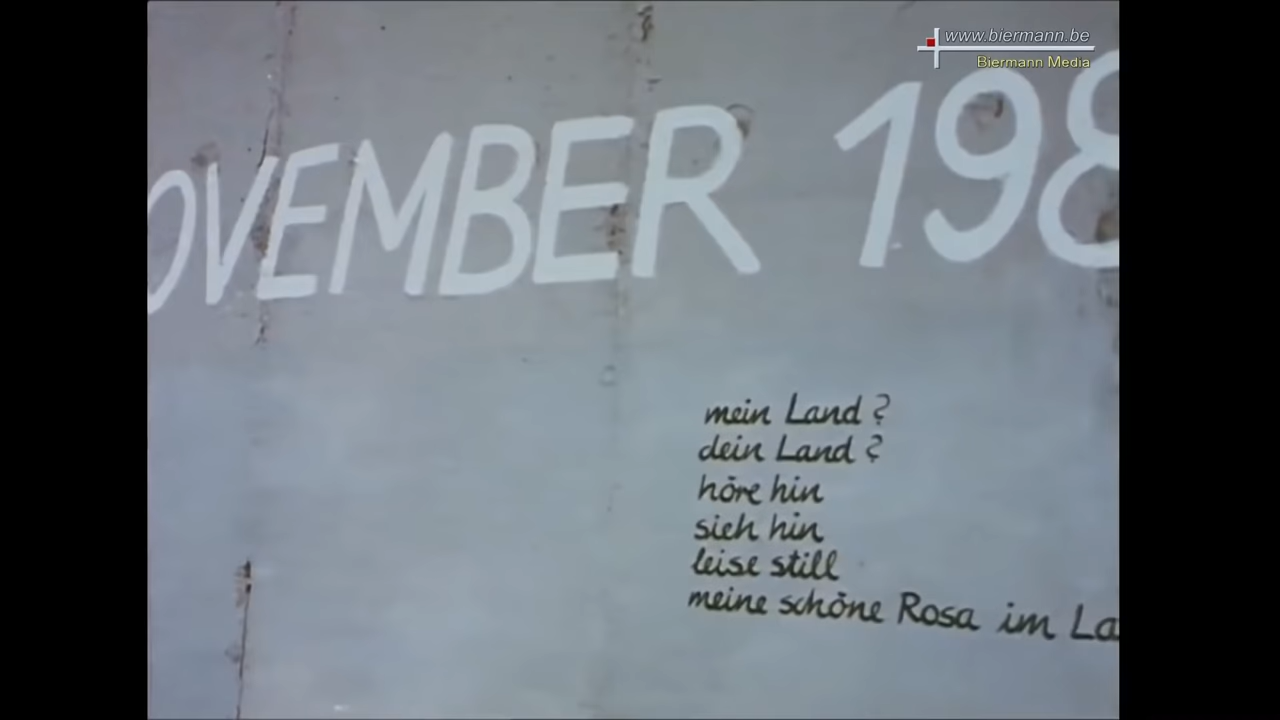 www.biermann.be
Biermann Media
OVEMBER 198
mein Land?
dein Land?
höre hin
sieh hin
leise still
meine schöne Rosa im La